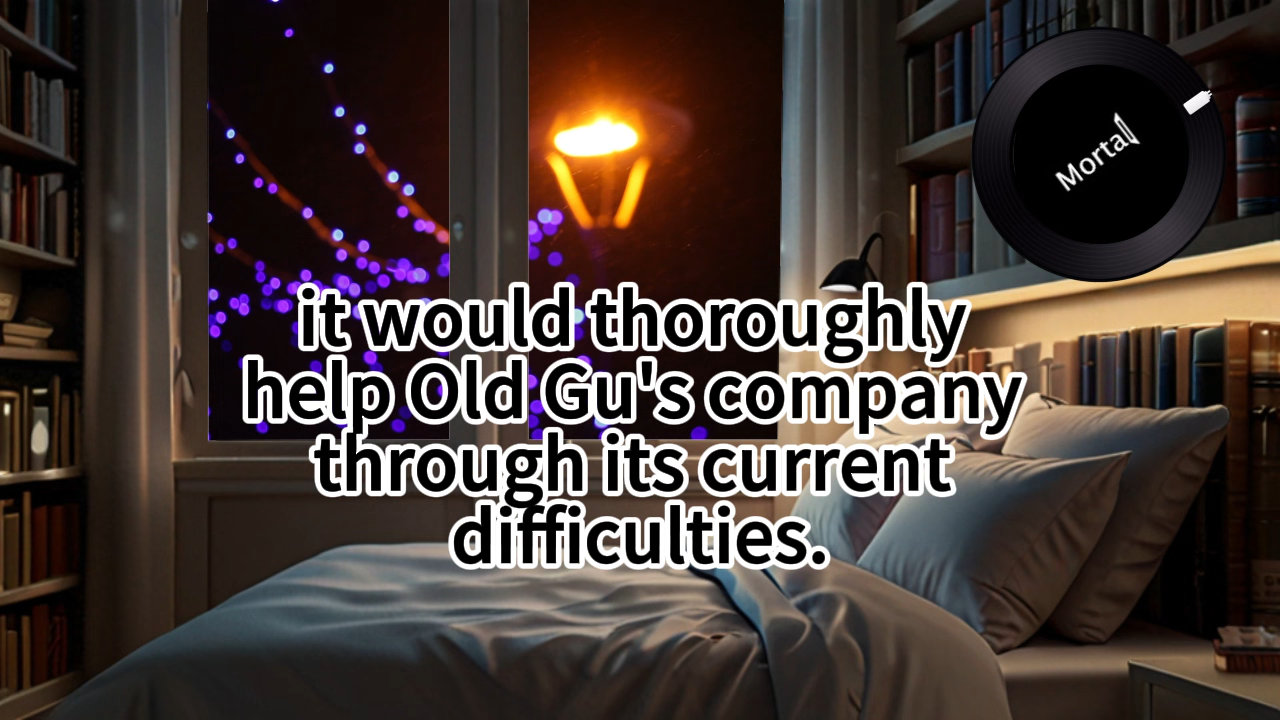 Mortal
it would thoroughly
help Old Gu's company
through its current
difficulties.